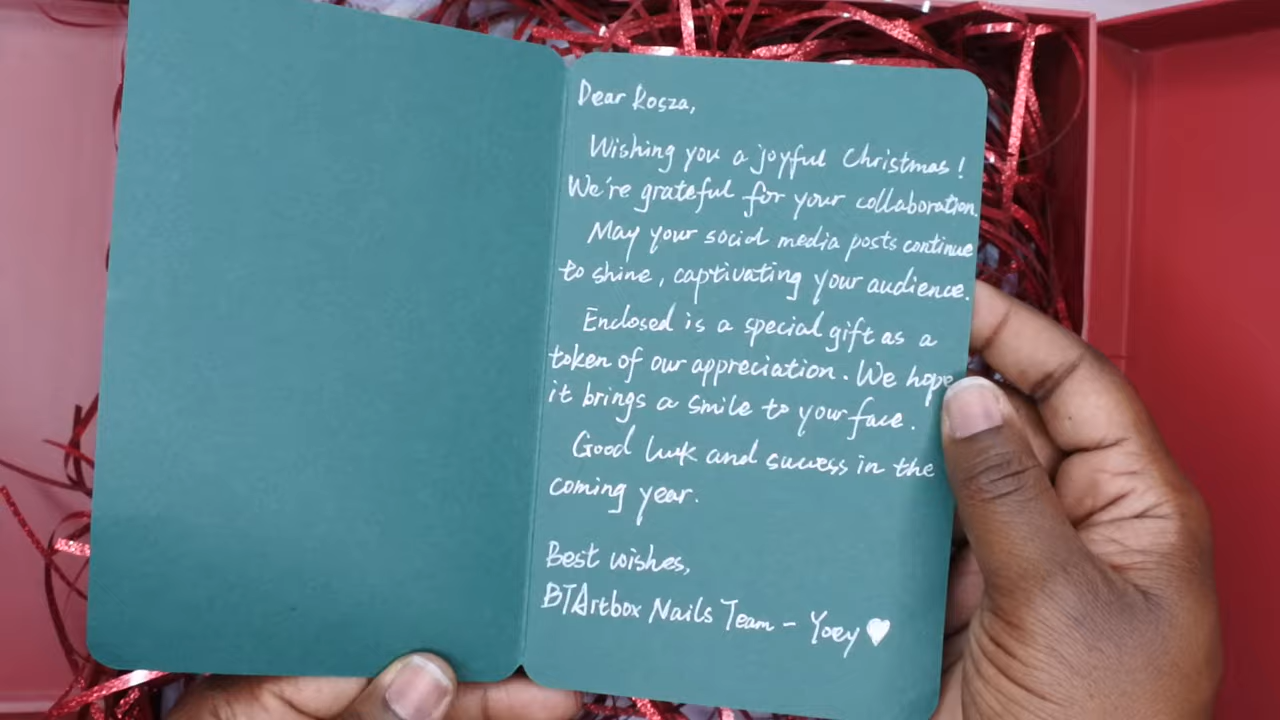 Dear Rosza,
Wishing you a joyful Christmas!
We're grateful for your collaboration.
May your social media posts continue
to shine, captivating your audience.
Enclosed is a special gift as a
token of our appreciation. We hope
it brings a smile to your face.
Good luck and success in the
coming year.
Best wishes,
BTArtbox Nails Team - Yoey